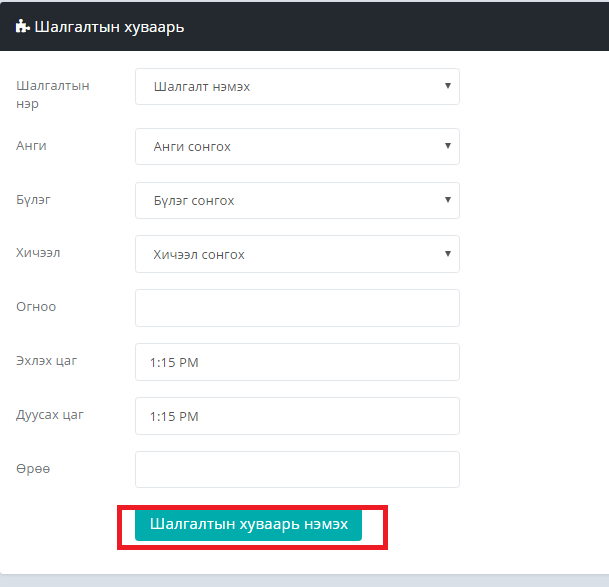 Шалгалтын хуваарь
Шалгалтын
нэр
Шалгалт нэмэх
Анги
Анги сонгох
Бүлэг
Бүлэг сонгох
Хичээл
Хичээл сонгох
Огноо
Эхлэх цаг
1:15 PM
Дуусах цаг
1:15 PM
Өрөө
Шалгалтын хуваарь нэмэх